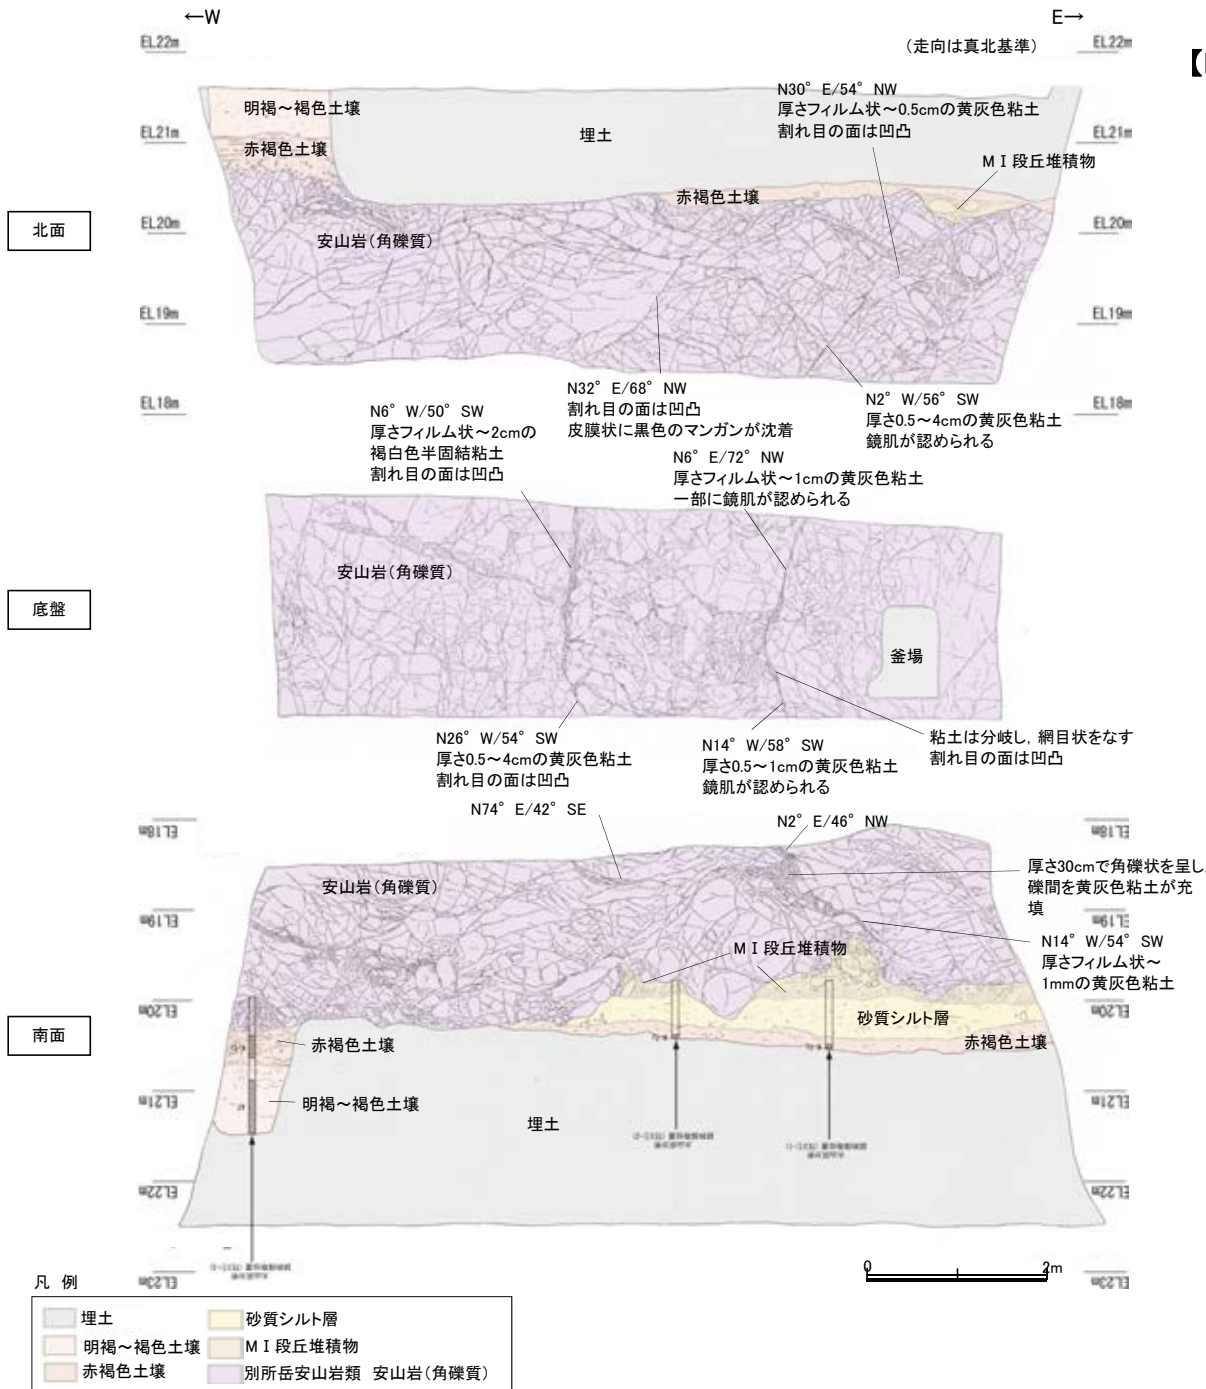 ←W
E→
(走向は真北基準)
【
EL22m
EL22m
EL21m
EL21m
EL20m
EL20m
EL19m
EL19m
EL18m
EL18m
北面
明褐～褐色土壌
赤褐色土壌
埋土
N30° E/54° NW
厚さフィルム状～0.5cmの黄灰色粘土
割れ目の面は凹凸
ＭⅠ段丘堆積物
赤褐色土壌
安山岩(角礫質)
N6° W/50° SW
厚さフィルム状～2cmの
褐白色半固結粘土
割れ目の面は凹凸
N32° E/68° NW
割れ目の面は凹凸
皮膜状に黒色のマンガンが沈着
N2° W/56° SW
厚さ0.5～4cmの黄灰色粘土
鏡肌が認められる
N6° E/72° NW
厚さフィルム状～1cmの黄灰色粘土
一部に鏡肌が認められる
底盤
安山岩(角礫質)
釜場
N26° W/54° SW
厚さ0.5～4cmの黄灰色粘土
割れ目の面は凹凸
N14° W/58° SW
厚さ0.5～1cmの黄灰色粘土
鏡肌が認められる
粘土は分岐し，網目状をなす
割れ目の面は凹凸
N74° E/42° SE
N2° E/46° NW
EL18m
EL18m
安山岩(角礫質)
厚さ30cmで角礫状を呈し，
礫間を黄灰色粘土が充
填
EL19m
EL19m
N14° W/54° SW
厚さフィルム状～
1mmの黄灰色粘土
ＭⅠ段丘堆積物
EL20m
EL20m
南面
砂質シルト層
赤褐色土壌
赤褐色土壌
EL21m
EL21m
明褐～褐色土壌
埋土
EL22m
EL22m
EL23m
EL23m
0
2m
凡 例
埋土
砂質シルト層
明褐～褐色土壌
ＭⅠ段丘堆積物
赤褐色土壌
別所岳安山岩類 安山岩(角礫質)